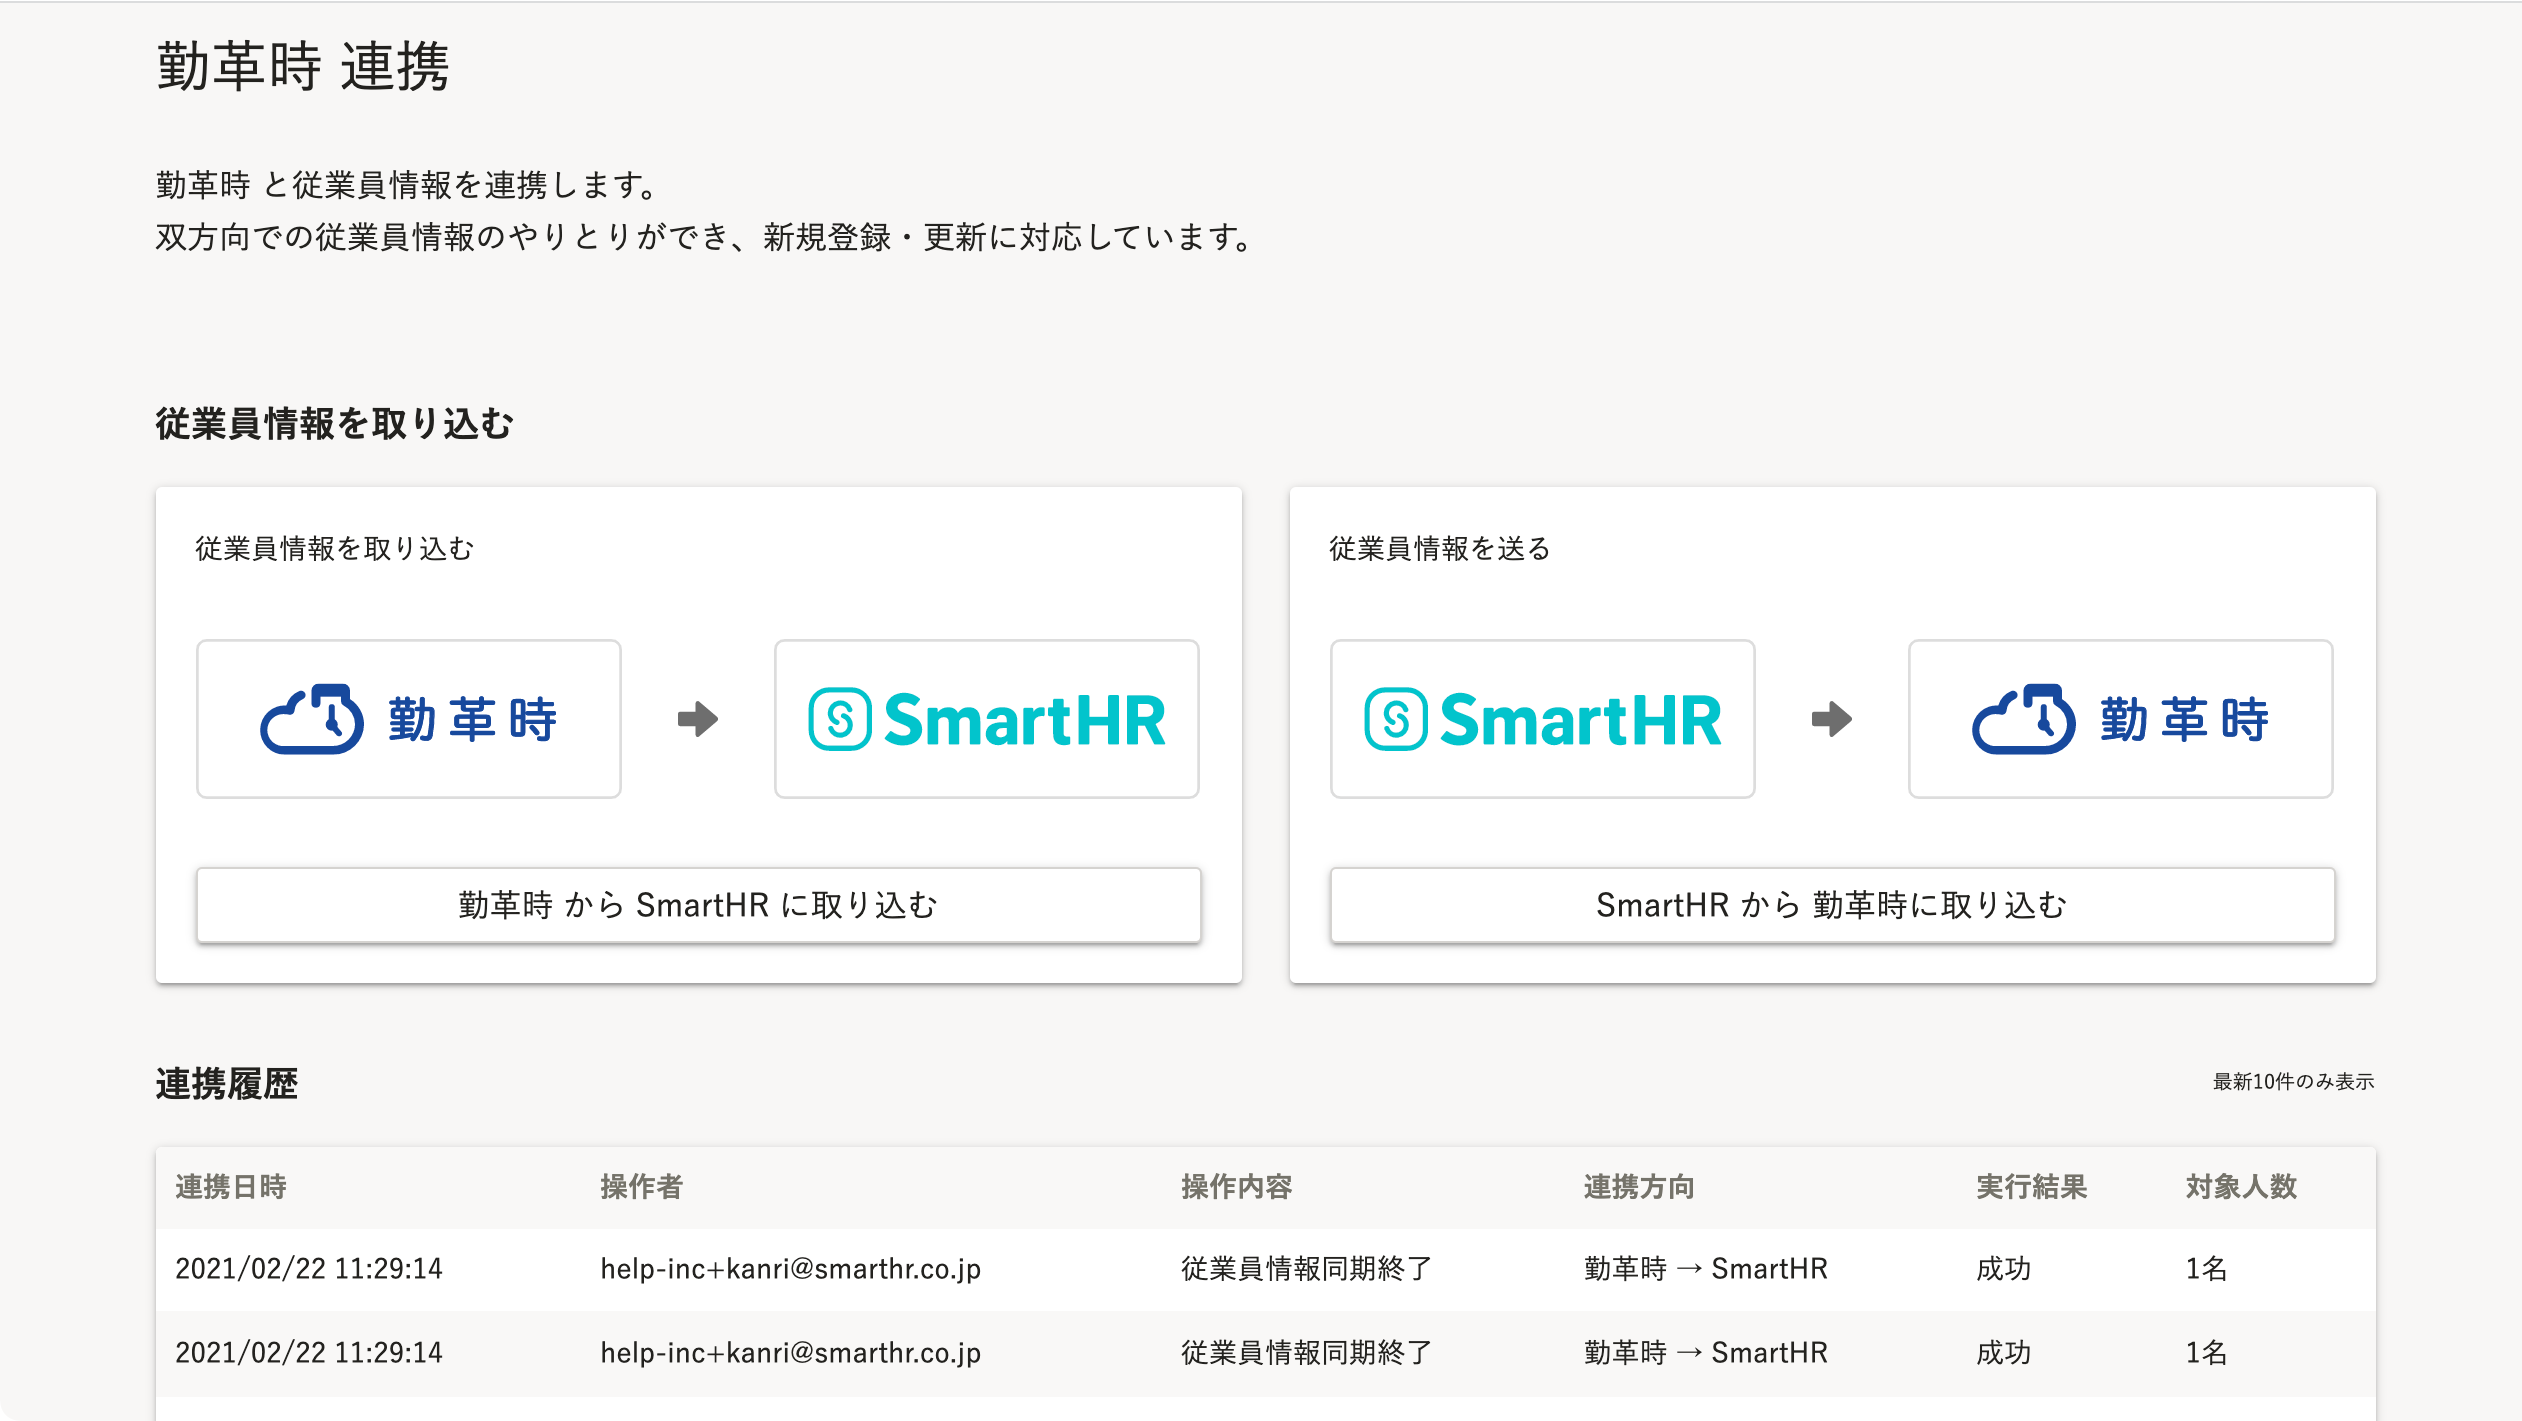 勤革時 連携
勤革時 と従業員情報を連携します。
双方向での従業員情報のやりとりができ、新規登録・更新に対応しています。
従業員情報を取り込む
従業員情報を取り込む
勤革時
SmartHR
勤革時 から SmartHR に取り込む
従業員情報を送る
SmartHR
勤革時
SmartHR から 勤革時に取り込む
連携履歴
最新10件のみ表示
連携日時 操作者 操作内容 連携方向 実行結果 対象人数
2021/02/22 11:29:14 help-inc+kanri@smarthr.co.jp 従業員情報同期終了 勤革時 → SmartHR 成功 1名
2021/02/22 11:29:14 help-inc+kanri@smarthr.co.jp 従業員情報同期終了 勤革時 → SmartHR 成功 1名